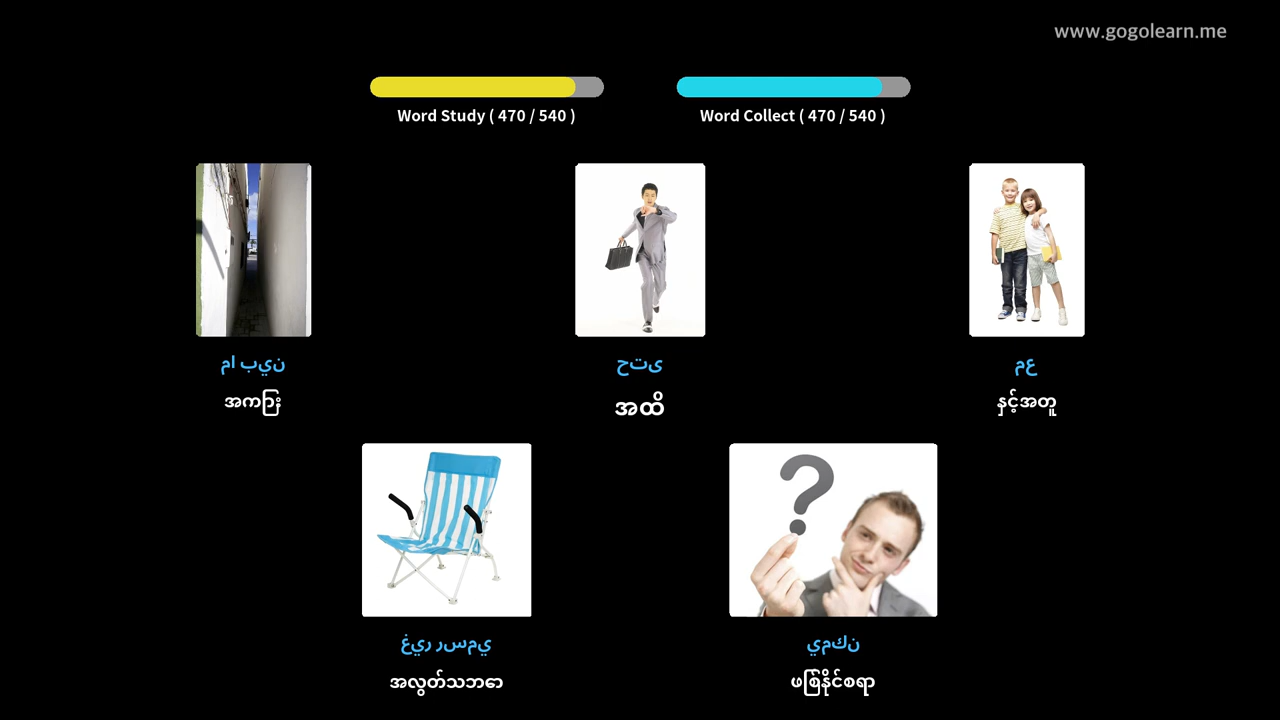 www.gogolearn.me
Word Study ( 470 / 540 )
Word Collect ( 470 / 540 )
ما بين
حتى
مع
အကြား
အထိ
နှင့်အတူ
غير رسمي
يمكن
အလွတ်သဘော
ဖြစ်နိုင်စရာ